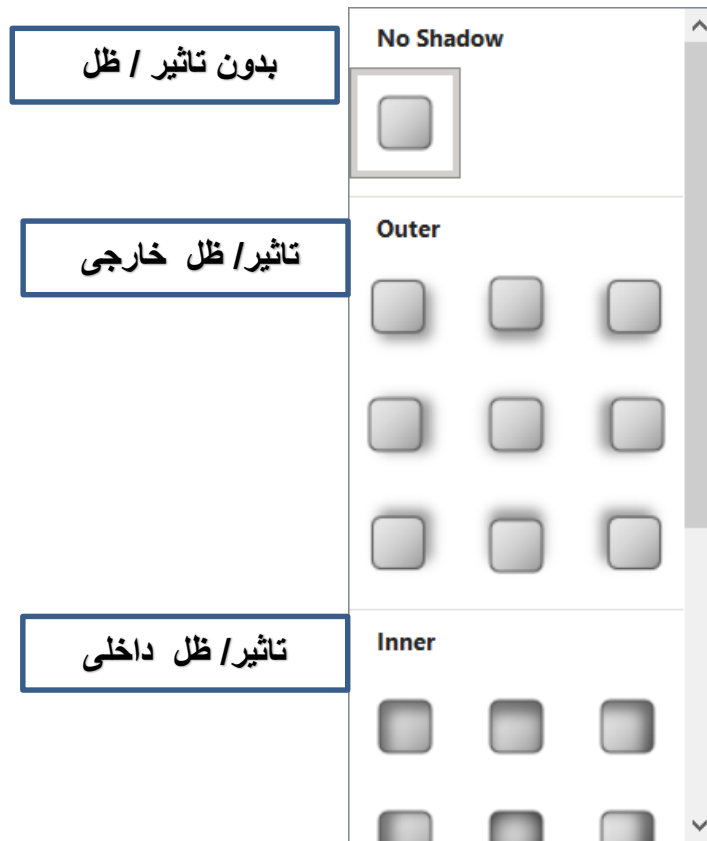 No Shadow
بدون تاثير / ظل
Outer
تاثير/ ظل خارجى
Inner
تاثير/ ظل داخلى